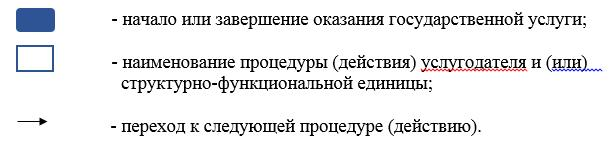 - начало или завершение оказания государственной услуги;
- наименование процедуры (действия) услугодателя и (или)
структурно-функциональной единицы;
- переход к следующей процедуре (действию).